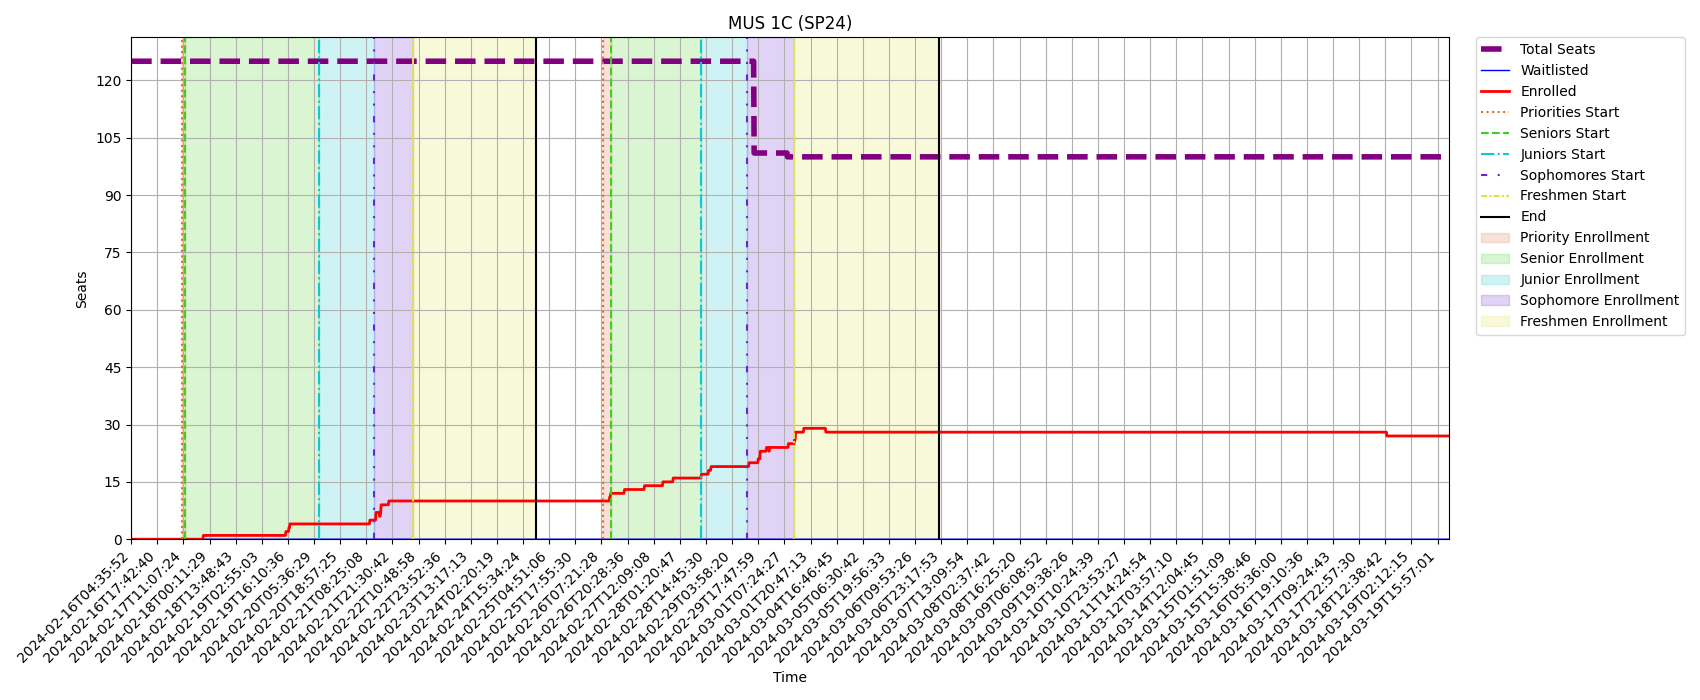 MUS 1C (SP24)
Seats
120
105
90
75
60
45
30
15
0
2024-02-16T04:35:52
2024-02-16T17:42:40
2024-02-17T11:07:24
2024-02-18T00:11:29
2024-02-18T13:48:43
2024-02-19T02:55:03
2024-02-19T16:10:36
2024-02-20T05:36:29
2024-02-20T18:57:25
2024-02-21T08:25:08
2024-02-21T21:30:42
2024-02-22T10:48:58
2024-02-22T23:52:36
2024-02-23T13:17:13
2024-02-24T02:20:19
2024-02-24T15:34:24
2024-02-25T04:51:06
2024-02-25T17:55:30
2024-02-26T07:21:28
2024-02-26T20:28:36
2024-02-27T12:09:08
2024-02-28T01:20:47
2024-02-28T14:45:30
2024-02-29T03:58:20
2024-02-29T17:47:59
2024-03-01T07:24:27
2024-03-01T20:47:13
2024-03-04T16:46:45
2024-03-05T06:30:42
2024-03-05T19:56:33
2024-03-06T09:53:26
2024-03-06T23:17:53
2024-03-07T13:09:54
2024-03-08T02:37:42
2024-03-08T16:25:20
2024-03-09T06:08:52
2024-03-09T19:38:26
2024-03-10T10:24:39
2024-03-10T23:53:27
2024-03-11T14:24:54
2024-03-12T03:57:10
2024-03-14T12:04:45
2024-03-15T01:51:09
2024-03-15T15:38:46
2024-03-16T05:36:00
2024-03-16T19:10:36
2024-03-17T09:24:43
2024-03-17T22:57:30
2024-03-18T12:38:42
2024-03-19T02:12:15
2024-03-19T15:57:01
Time
Total Seats
Waitlisted
Enrolled
Priorities Start
Seniors Start
Juniors Start
Sophomores Start
Freshmen Start
End
Priority Enrollment
Senior Enrollment
Junior Enrollment
Sophomore Enrollment
Freshmen Enrollment